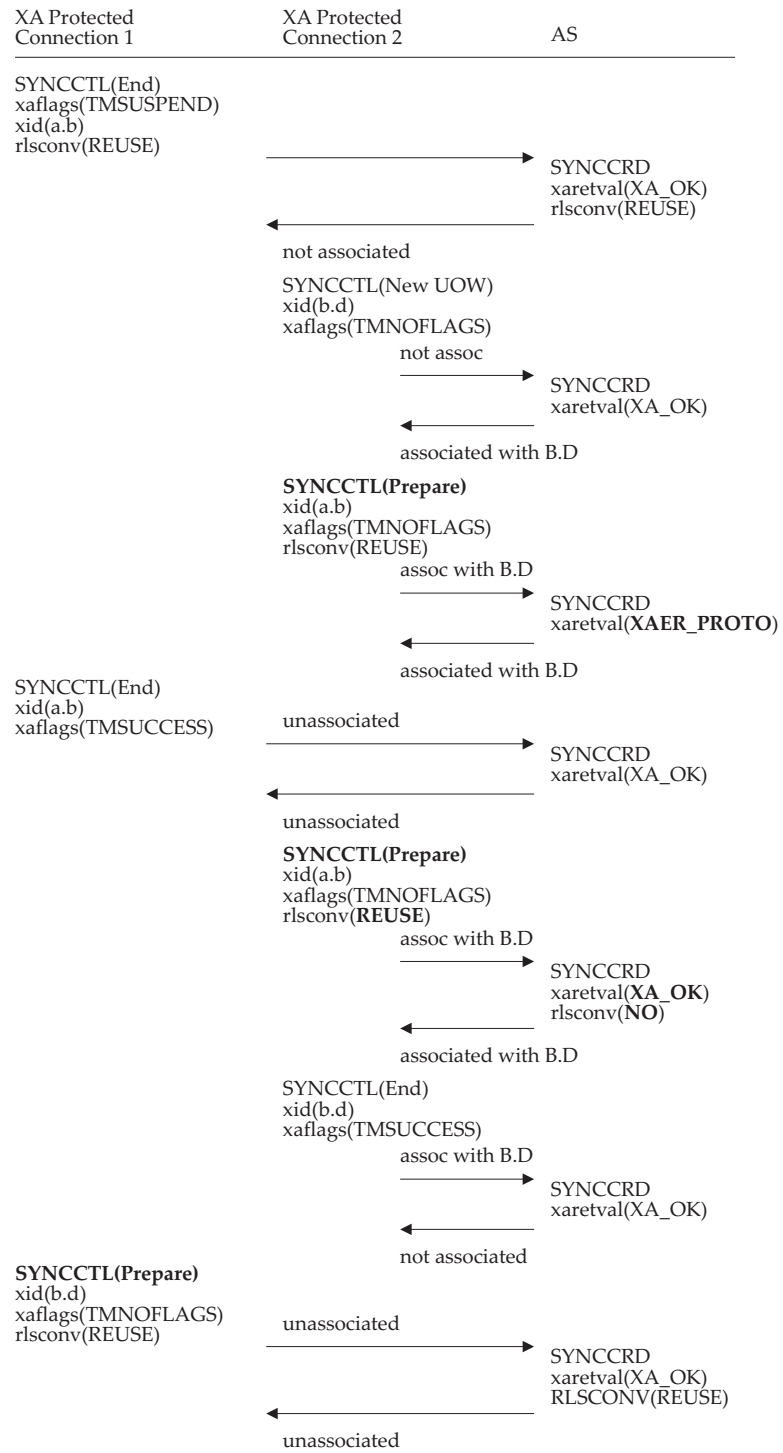 XA Protected
Connection 1
XA Protected
Connection 2
AS
SYNCCTL(End)
xaflags(TMSUSPEND)
xid(a.b)
rlsconv(REUSE)
SYNCCRD
xaretval(XA_OK)
rlsconv(REUSE)
not associated
SYNCCTL(New UOW)
xid(b.d)
xaflags(TMNOFLAGS)
not assoc
SYNCCRD
xaretval(XA_OK)
associated with B.D
SYNCCTL(Prepare)
xid(a.b)
xaflags(TMNOFLAGS)
rlsconv(REUSE)
assoc with B.D
SYNCCRD
xaretval(XAER_PROTO)
associated with B.D
SYNCCTL(End)
xid(a.b)
xaflags(TMSUCCESS)
unassociated
SYNCCRD
xaretval(XA_OK)
unassociated
SYNCCTL(Prepare)
xid(a.b)
xaflags(TMNOFLAGS)
rlsconv(REUSE)
assoc with B.D
SYNCCRD
xaretval(XA_OK)
rlsconv(NO)
associated with B.D
SYNCCTL(End)
xid(b.d)
xaflags(TMSUCCESS)
assoc with B.D
SYNCCRD
xaretval(XA_OK)
not associated
SYNCCTL(Prepare)
xid(b.d)
xaflags(TMNOFLAGS)
rlsconv(REUSE)
unassociated
SYNCCRD
xaretval(XA_OK)
RLSCONV(REUSE)
unassociated